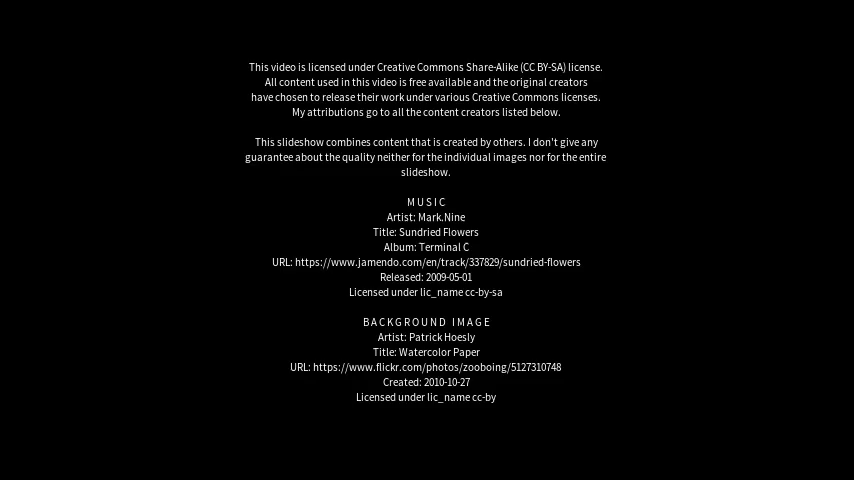 This video is licensed under Creative Commons Share-Alike (CC BY-SA) license.
All content used in this video is free available and the original creators
have chosen to release their work under various Creative Commons licenses.
My attributions go to all the content creators listed below.
This slideshow combines content that is created by others. I don't give any
guarantee about the quality neither for the individual images nor for the entire
slideshow.
MUSIC
Artist: Mark.Nine
Title: Sundried Flowers
Album: Terminal C
URL: https://www.jamendo.com/en/track/337829/sundried-flowers
Released: 2009-05-01
Licensed under lic_name cc-by-sa
BACKGROUND IMAGE
Artist: Patrick Hoesly
Title: Watercolor Paper
URL: https://www.flickr.com/photos/zooboing/5127310748
Created: 2010-10-27
Licensed under lic_name cc-by